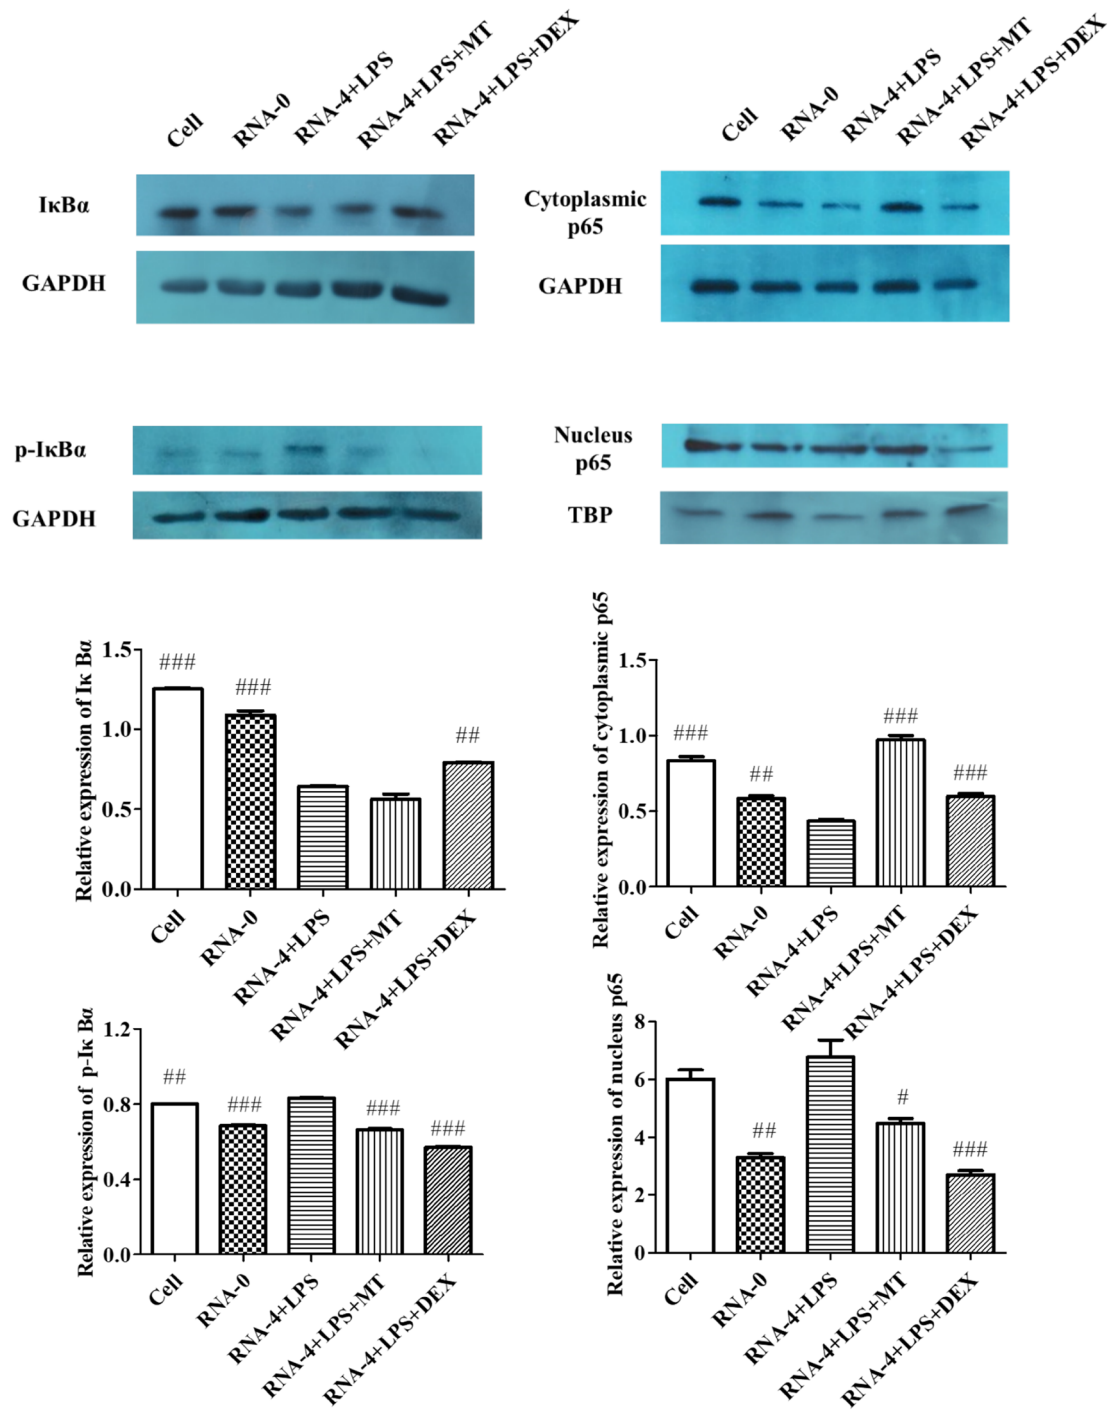 Cell
RNA-0
RNA-4+LPS
RNA-4+LPS+MT
RNA-4+LPS+DEX
IκBα
GAPDH
Cell
RNA-0
RNA-4+LPS
RNA-4+LPS+MT
RNA-4+LPS+DEX
Cytoplasmic
p65
GAPDH
p-IκBα
GAPDH
Nucleus
p65
TBP
Relative expression of Iκ Bα
1.5
1.0
0.5
0.0
###
###
##
Cell
RNA-0
RNA-4+LPS
RNA-4+LPS+MT
RNA-4+LPS+DEX
Relative expression of cytoplasmic p65
1.5
1.0
0.5
0.0
###
##
###
###
Cell
RNA-0
RNA-4+LPS
RNA-4+LPS+MT
RNA-4+LPS+DEX
Relative expression of p-Iκ Bα
1.2
0.8
0.4
0.0
##
###
###
###
Cell
RNA-0
RNA-4+LPS
RNA-4+LPS+MT
RNA-4+LPS+DEX
Relative expression of nucleus p65
8
6
4
2
0
##
#
###
Cell
RNA-0
RNA-4+LPS
RNA-4+LPS+MT
RNA-4+LPS+DEX